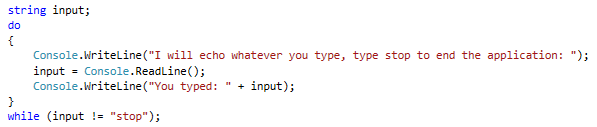 string input;
do
{
    Console.WriteLine("I will echo whatever you type, type stop to end the application: ");
    input = Console.ReadLine();
    Console.WriteLine("You typed: " + input);
}
while (input != "stop");